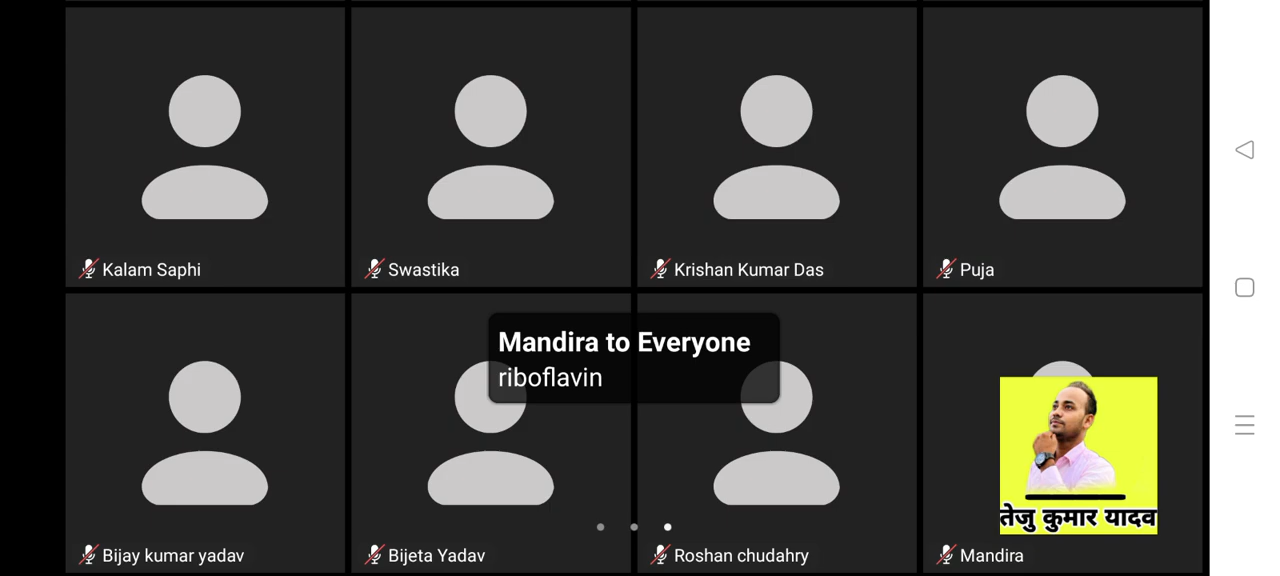 Kalam Saphi
Swastika
Krishan Kumar Das
Puja
Mandira to Everyone
riboflavin
तेजु कुमार यादव
Bijay kumar yadav
Bijeta Yadav
Roshan chudahry
Mandira